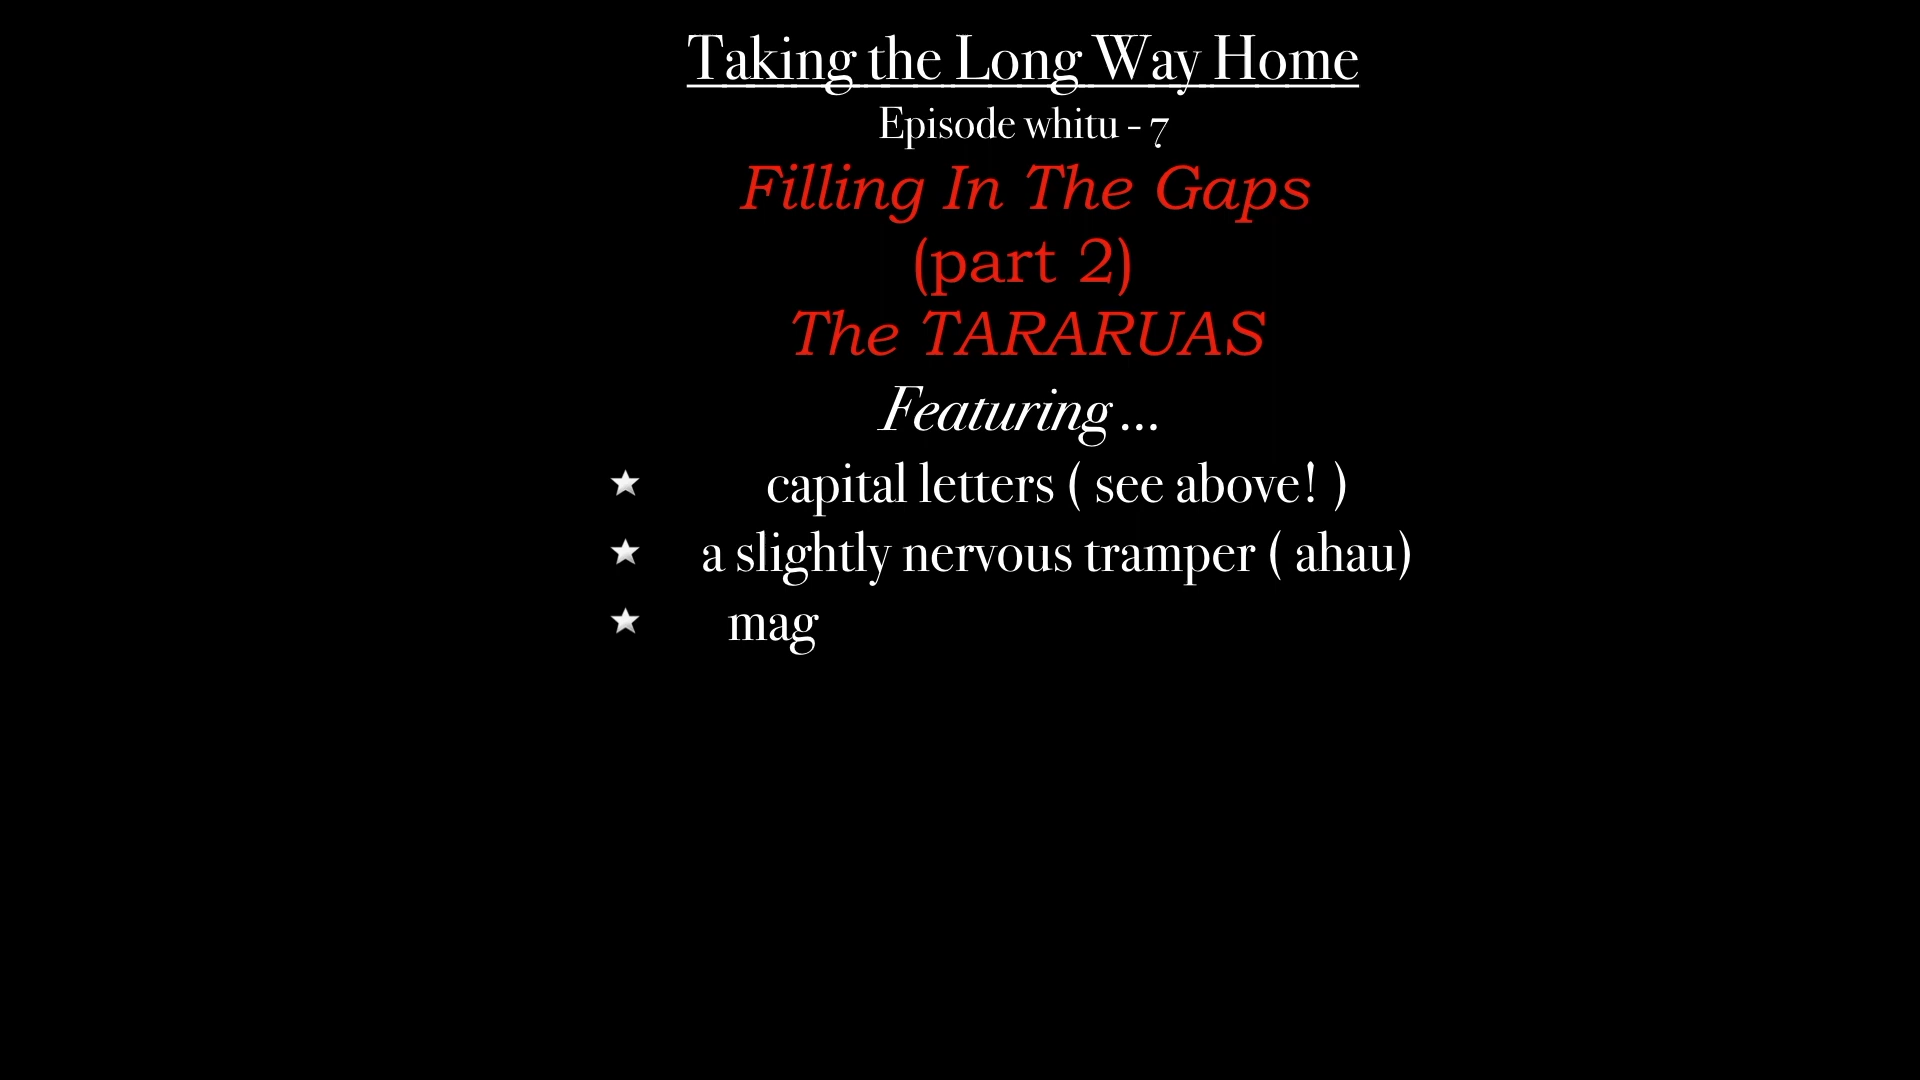 Taking the Long Way Home
Episode whitu - 7
Filling In The Gaps
(part 2)
The TARARUAS
Featuring ...
capital letters ( see above! )
a slightly nervous tramper ( ahau)
mag